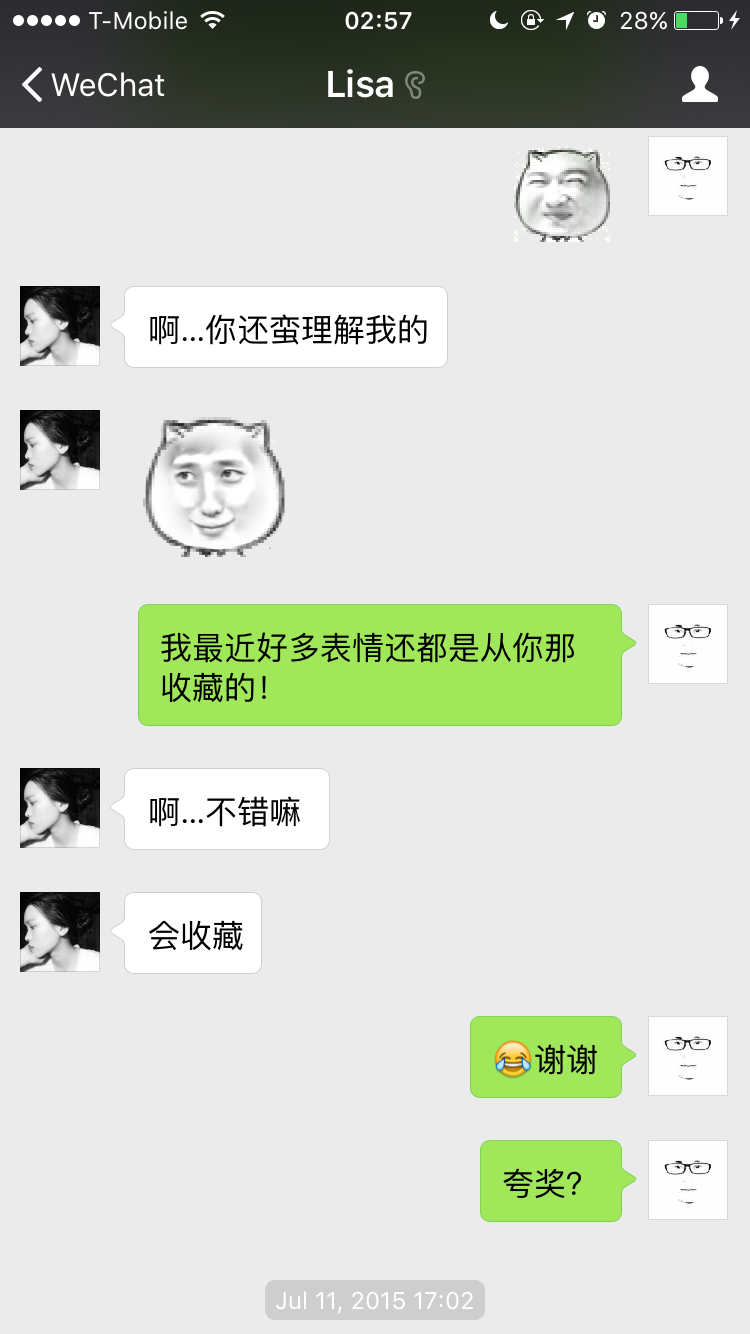 T-Mobile 02:57 28%
WeChat Lisa
啊...你还蛮理解我的
我最近好多表情还都是从你那
收藏的!
啊...不错嘛
会收藏
😂谢谢
夸奖?
Jul 11, 2015 17:02